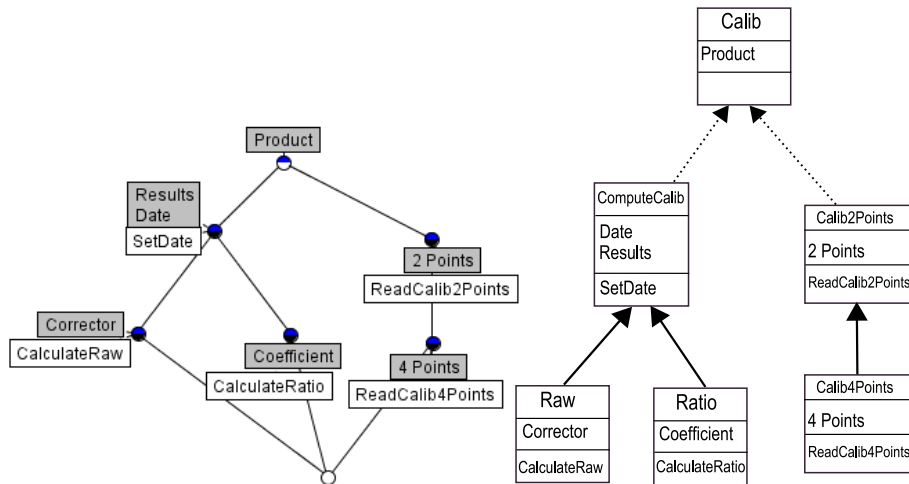 Product
Results
Date
SetDate
2 Points
ReadCalib2Points
Corrector
CalculateRaw
Coefficient
CalculateRatio
4 Points
ReadCalib4Points
Calib
Product
ComputeCalib
Date
Results
SetDate
Calib2Points
2 Points
ReadCalib2Points
Raw
Corrector
CalculateRaw
Ratio
Coefficient
CalculateRatio
Calib4Points
4 Points
ReadCalib4Points